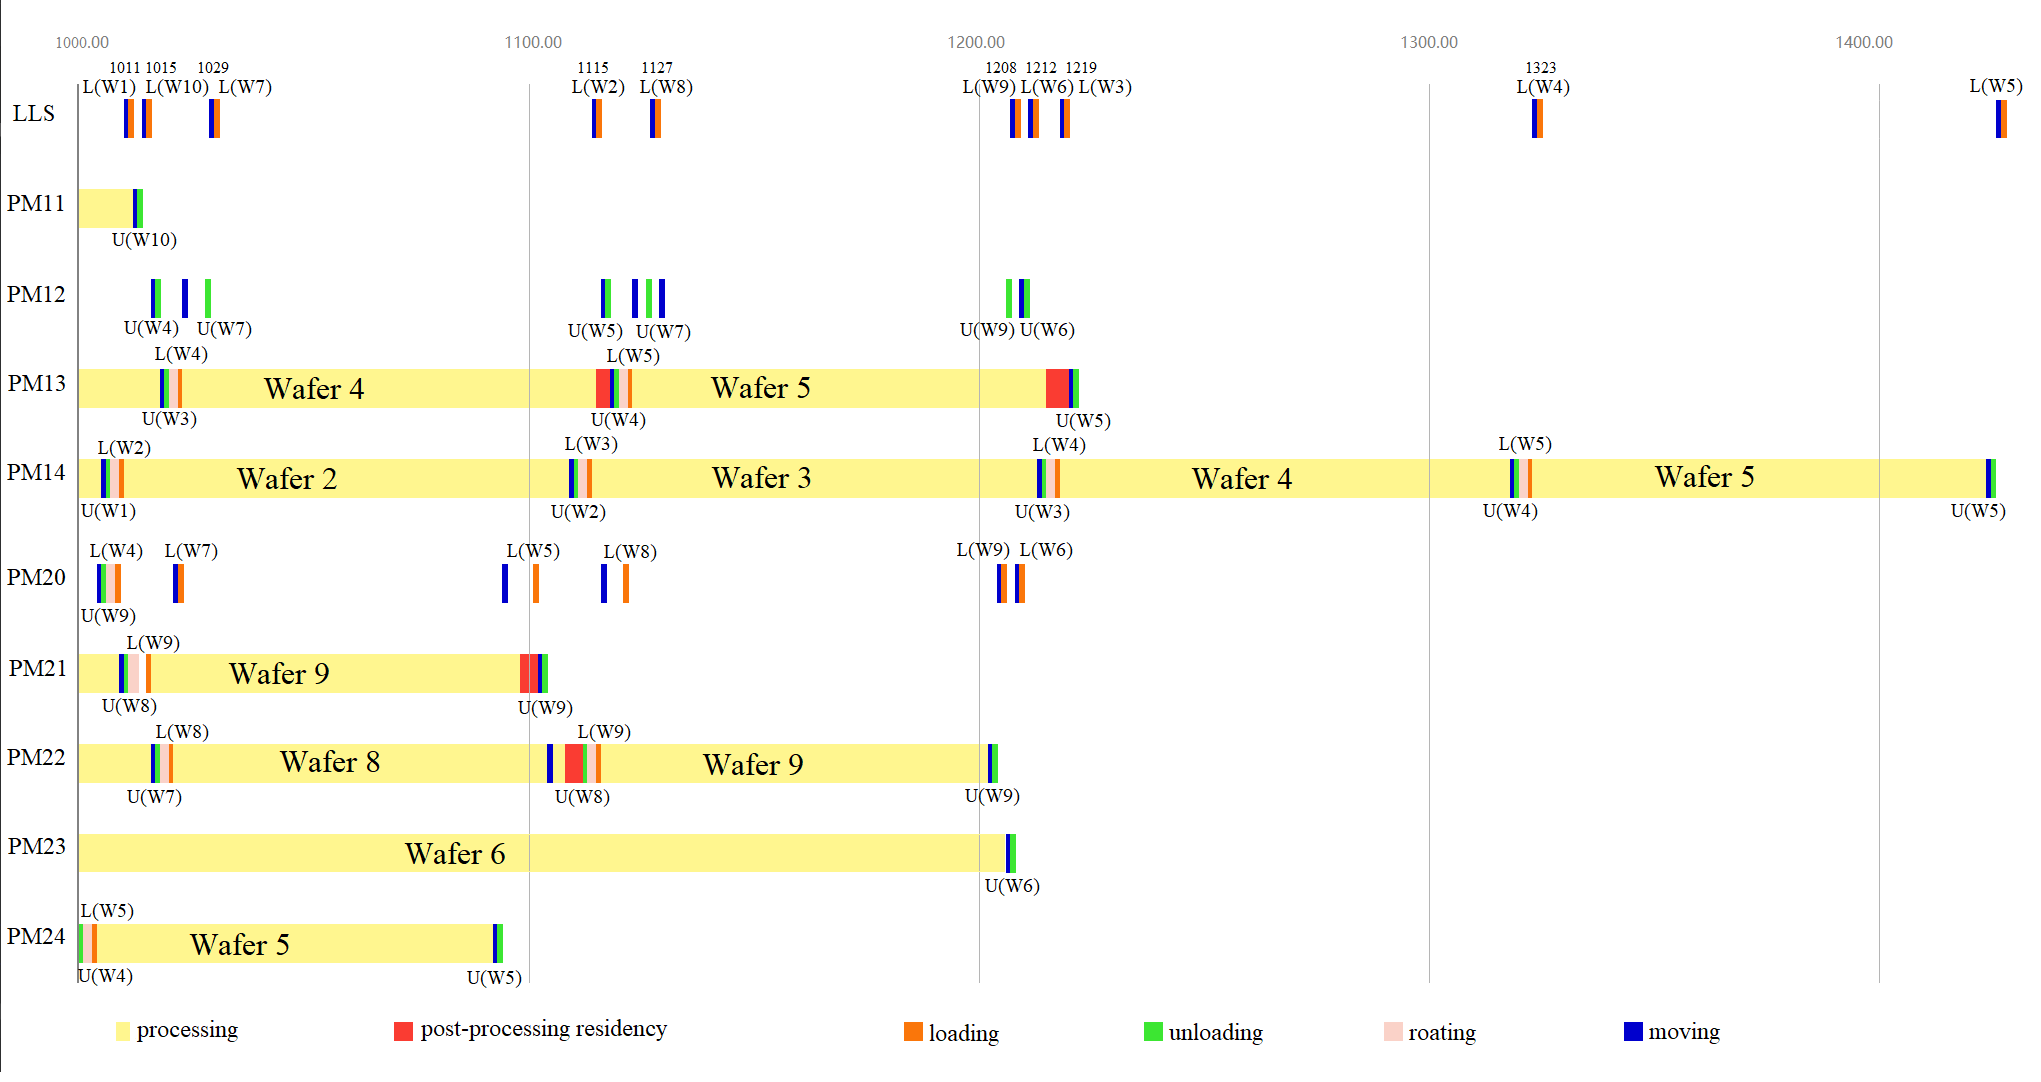 1000.00 1100.00 1200.00 1300.00 1400.00
1011 1015 1029 1115 1127 1208 1212 1219 1323
L(W1) L(W10) L(W7) L(W2) L(W8) L(W9) L(W6) L(W3) L(W4) L(W5)
LLS
PM11
U(W10)
PM12
U(W4) U(W7) U(W5) U(W7) U(W9) U(W6)
L(W4) L(W5)
PM13 Wafer 4 Wafer 5
U(W3) U(W4) U(W5)
L(W2) L(W3) L(W4) L(W5)
PM14 Wafer 2 Wafer 3 Wafer 4 Wafer 5
U(W1) U(W2) U(W3) U(W4) U(W5)
L(W4) L(W7) L(W5) L(W8) L(W9) L(W6)
PM20
U(W9)
L(W9)
PM21 Wafer 9
U(W8) U(W9)
L(W8) L(W9)
PM22 Wafer 8 Wafer 9
U(W7) U(W8) U(W9)
PM23 Wafer 6
U(W6)
L(W5)
PM24 Wafer 5
U(W4) U(W5)
processing post-processing residency loading unloading roating moving